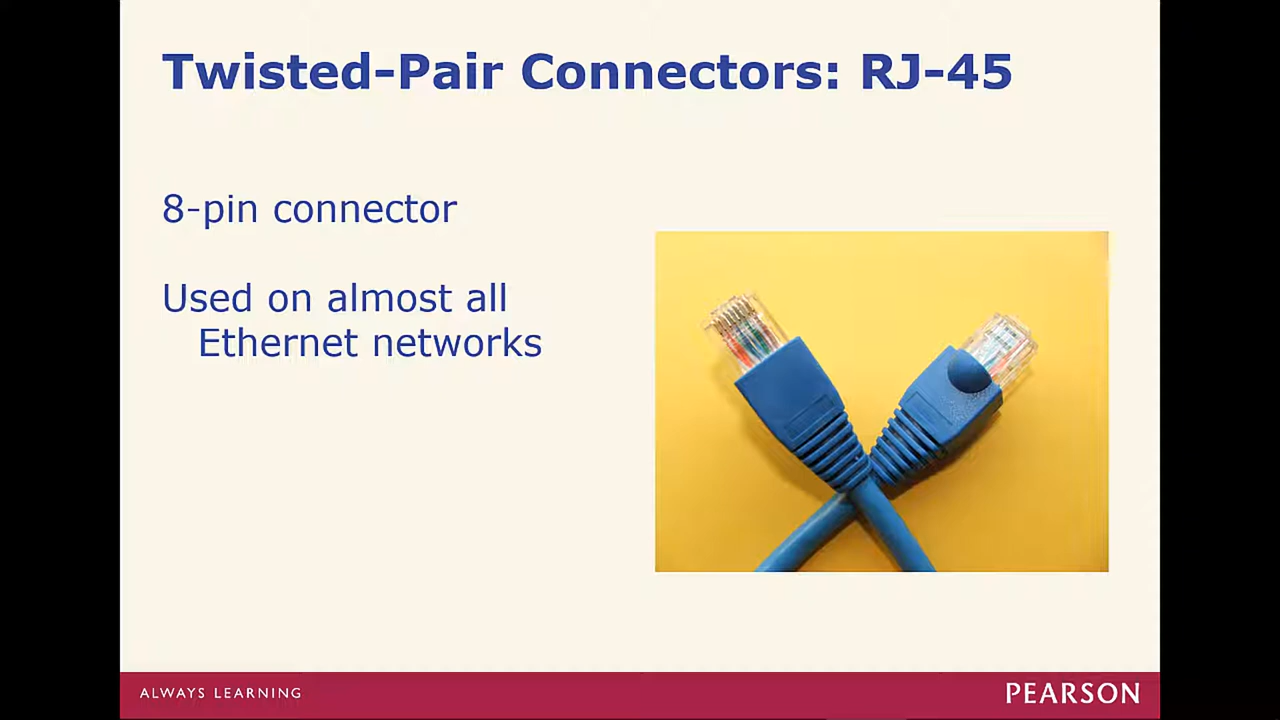 Twisted-Pair Connectors: RJ-45
8-pin connector
Used on almost all
Ethernet networks
ALWAYS LEARNING
PEARSON